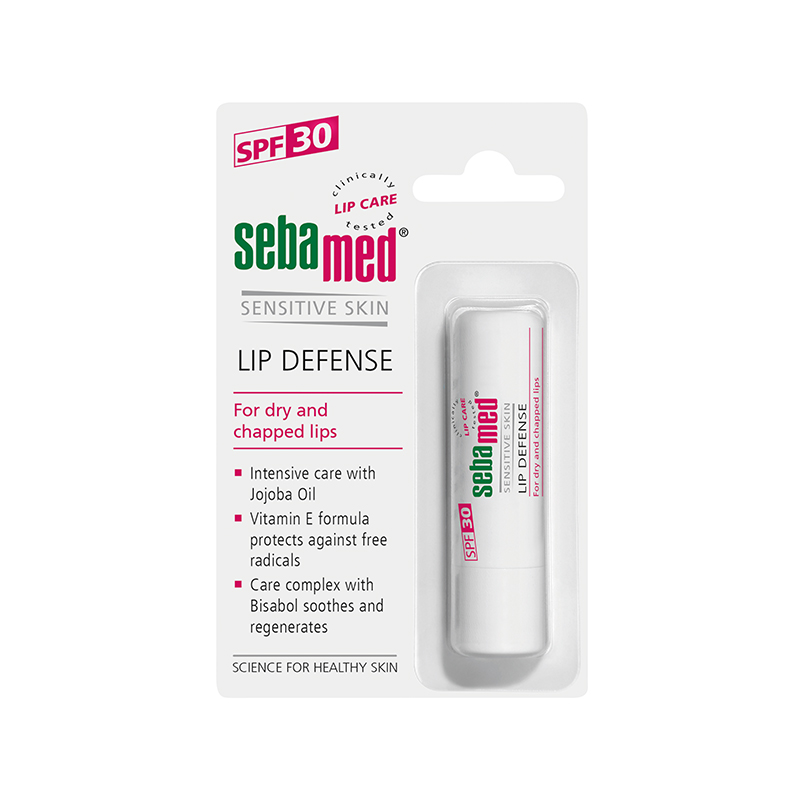 SPF 30
clinically
LIP CARE
tested
sebamed®
SENSITIVE SKIN
LIP DEFENSE
For dry and
chapped lips
Intensive care with
Jojoba Oil
Vitamin E formula
protects against free
radicals
Care complex with
Bisabol soothes and
regenerates
SCIENCE FOR HEALTHY SKIN
SPF 30
clinically
LIP CARE
tested
sebamed®
SENSITIVE SKIN
LIP DEFENSE
For dry and chapped lips